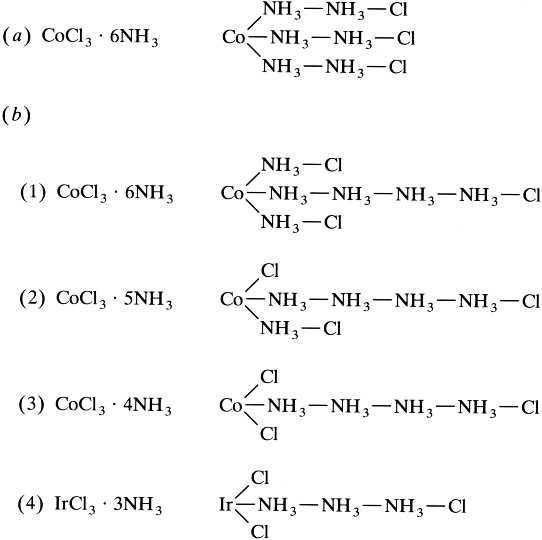 NH₃—NH₃—Cl
(a) CoCl₃ · 6NH₃ Co—NH₃—NH₃—Cl
NH₃—NH₃—Cl
(b)
NH₃—Cl
(1) CoCl₃ · 6NH₃ Co—NH₃—NH₃—NH₃—NH₃—Cl
NH₃—Cl
Cl
(2) CoCl₃ · 5NH₃ Co—NH₃—NH₃—NH₃—NH₃—Cl
NH₃—Cl
Cl
(3) CoCl₃ · 4NH₃ Co—NH₃—NH₃—NH₃—NH₃—Cl
Cl
Cl
(4) IrCl₃ · 3NH₃ Ir—NH₃—NH₃—NH₃—Cl
Cl